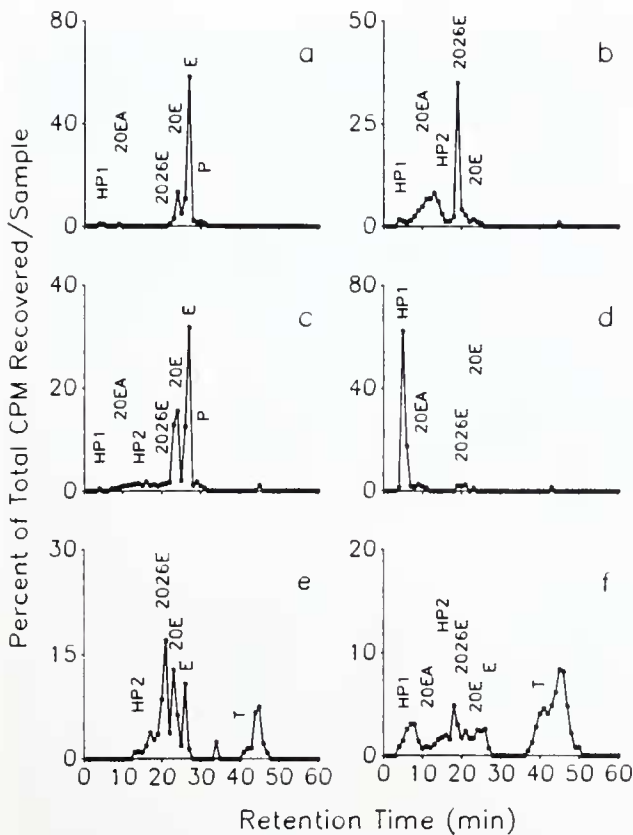 Percent of Total CPM Recovered/Sample
80
40
0
HP1
20EA
2026E
20E
E
P
a
50
25
0
HP1
20EA
HP2
2026E
20E
b
40
20
0
HP1
20EA
HP2
2026E
20E
E
P
c
80
40
0
HP1
20EA
2026E
20E
d
30
15
0
HP2
2026E
20E
E
T
e
0 10 20 30 40 50 60
20
10
0
HP1
20EA
HP2
2026E
20E
E
T
f
0 10 20 30 40 50 60
Retention Time (min)